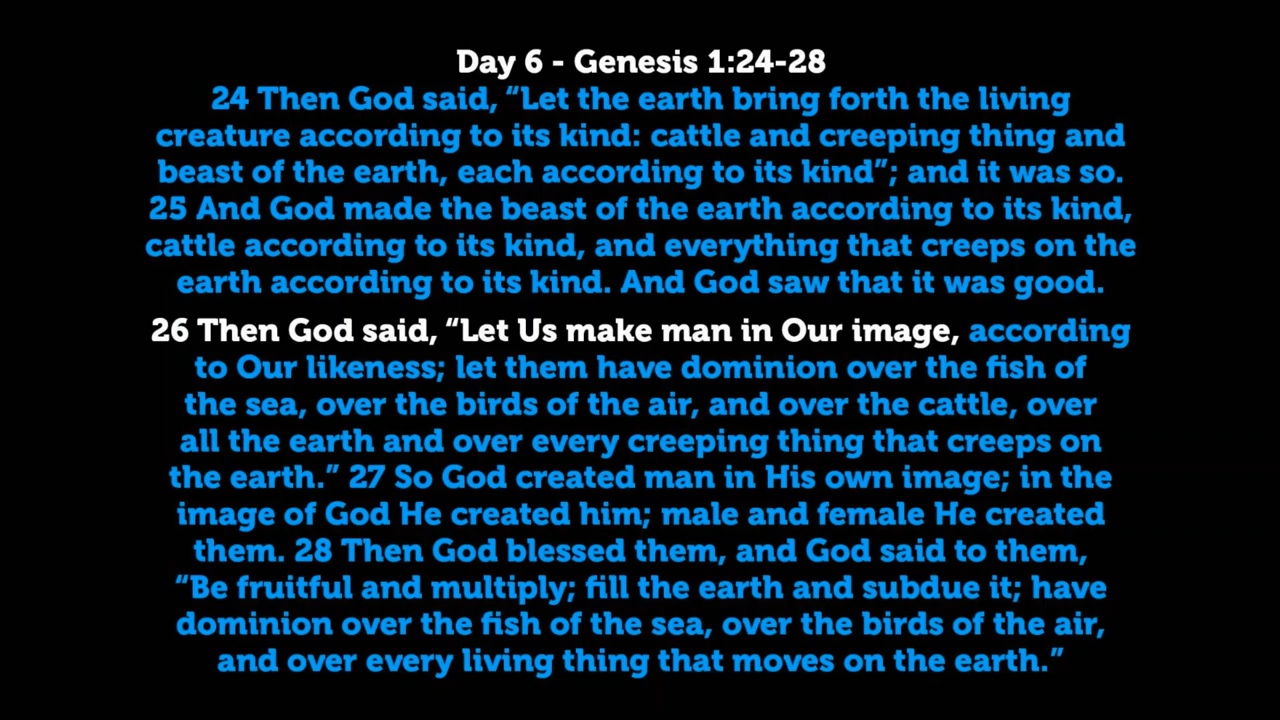 Day 6 - Genesis 1:24-28
24 Then God said, “Let the earth bring forth the living
creature according to its kind: cattle and creeping thing and
beast of the earth, each according to its kind”; and it was so.
25 And God made the beast of the earth according to its kind,
cattle according to its kind, and everything that creeps on the
earth according to its kind. And God saw that it was good.
26 Then God said, “Let Us make man in Our image, according
to Our likeness; let them have dominion over the fish of
the sea, over the birds of the air, and over the cattle, over
all the earth and over every creeping thing that creeps on
the earth.” 27 So God created man in His own image; in the
image of God He created him; male and female He created
them. 28 Then God blessed them, and God said to them,
“Be fruitful and multiply; fill the earth and subdue it; have
dominion over the fish of the sea, over the birds of the air,
and over every living thing that moves on the earth.”